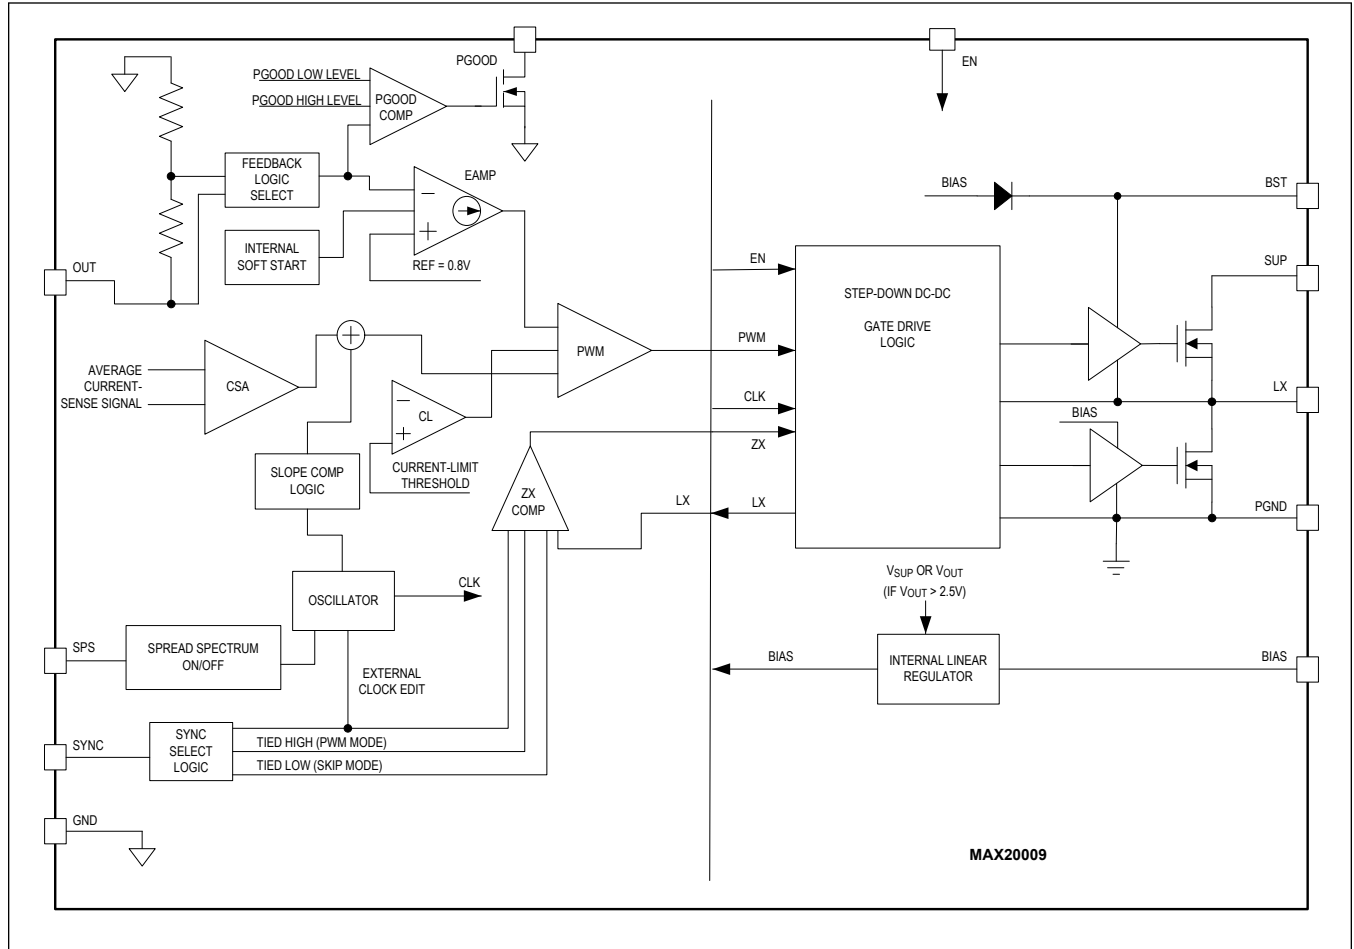 PGOOD
EN
PGOOD LOW LEVEL
PGOOD HIGH LEVEL
PGOOD
COMP
FEEDBACK
LOGIC
SELECT
EAMP
−
+
REF = 0.8V
INTERNAL
SOFT START
OUT
BIAS
BST
SUP
EN
STEP-DOWN DC-DC
GATE DRIVE
LOGIC
PWM
PWM
AVERAGE
CURRENT-
SENSE SIGNAL
CSA
+
−
+
CL
CURRENT-LIMIT
THRESHOLD
CLK
ZX
LX
BIAS
LX
LX
PGND
SLOPE COMP
LOGIC
ZX
COMP
OSCILLATOR
CLK
VSUP OR VOUT
(IF VOUT > 2.5V)
SPS
SPREAD SPECTRUM
ON/OFF
EXTERNAL
CLOCK EDIT
BIAS
INTERNAL LINEAR
REGULATOR
BIAS
SYNC
SYNC
SELECT
LOGIC
TIED HIGH (PWM MODE)
TIED LOW (SKIP MODE)
GND
MAX20009